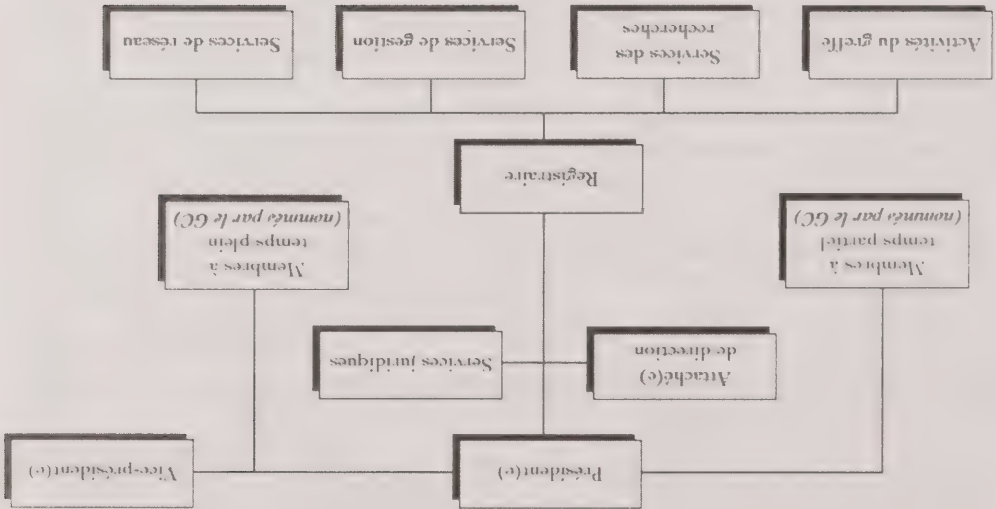 Président(e)
Vice-président(e)
Attaché(e)
de direction
Services juridiques
Membres à
temps partiel
(nommés par le GC)
Membres à
temps plein
(nommés par le GC)
Registraire
Activités du greffe
Services des
recherches
Services de gestion
Services de réseau